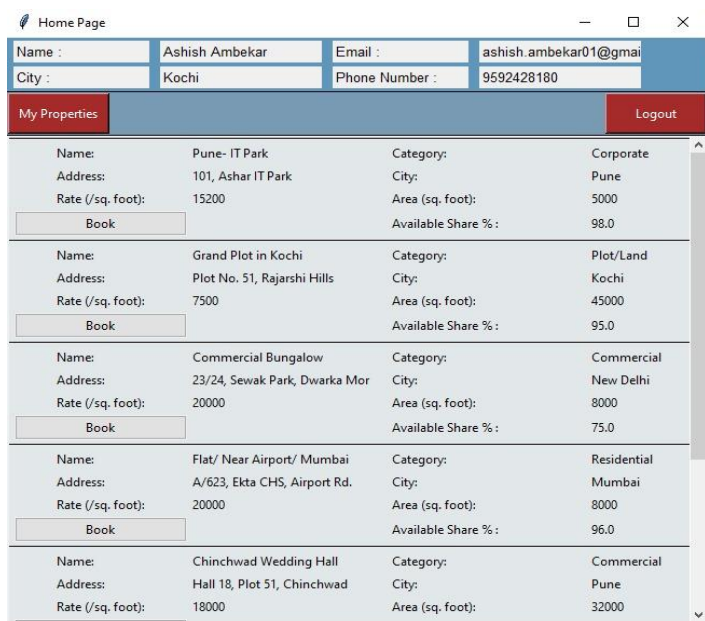 Home Page
Name : Ashish Ambekar Email : ashish.ambekar01@gmai
City : Kochi Phone Number : 9592428180
My Properties Logout
Name: Pune- IT Park Category: Corporate
Address: 101, Ashar IT Park City: Pune
Rate (/sq. foot): 15200 Area (sq. foot): 5000
Book Available Share % : 98.0
Name: Grand Plot in Kochi Category: Plot/Land
Address: Plot No. 51, Rajarshi Hills City: Kochi
Rate (/sq. foot): 7500 Area (sq. foot): 45000
Book Available Share % : 95.0
Name: Commercial Bungalow Category: Commercial
Address: 23/24, Sewak Park, Dwarka Mor City: New Delhi
Rate (/sq. foot): 20000 Area (sq. foot): 8000
Book Available Share % : 75.0
Name: Flat/ Near Airport/ Mumbai Category: Residential
Address: A/623, Ekta CHS, Airport Rd. City: Mumbai
Rate (/sq. foot): 20000 Area (sq. foot): 8000
Book Available Share % : 96.0
Name: Chinchwad Wedding Hall Category: Commercial
Address: Hall 18, Plot 51, Chinchwad City: Pune
Rate (/sq. foot): 18000 Area (sq. foot): 32000